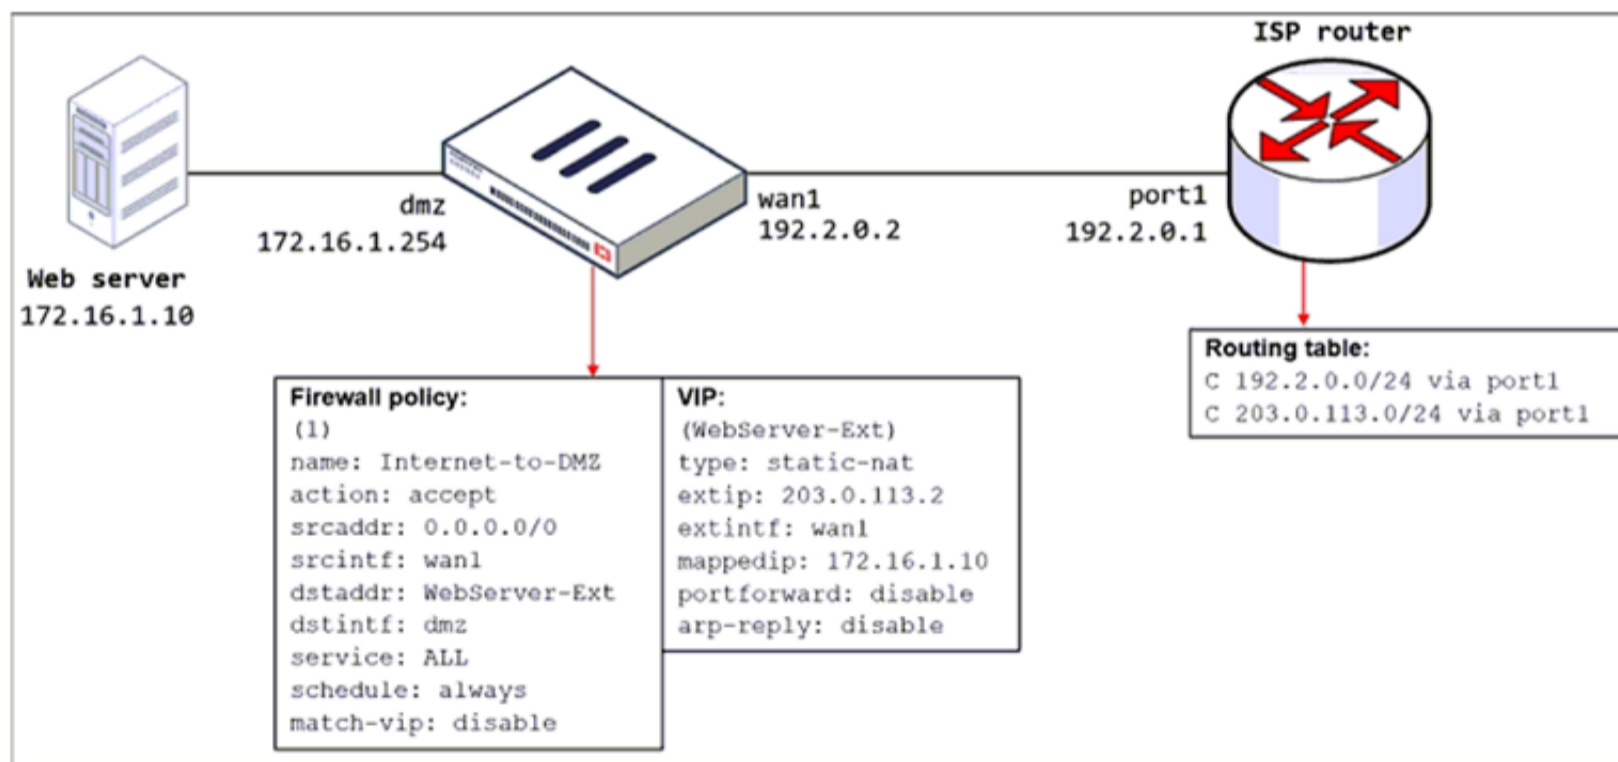 ISP router
Web server
172.16.1.10
dmz
172.16.1.254
wan1
192.2.0.2
port1
192.2.0.1
Firewall policy:
(1)
name: Internet-to-DMZ
action: accept
srcaddr: 0.0.0.0/0
srcintf: wan1
dstaddr: WebServer-Ext
dstintf: dmz
service: ALL
schedule: always
match-vip: disable
VIP:
(WebServer-Ext)
type: static-nat
extip: 203.0.113.2
extintf: wan1
mappedip: 172.16.1.10
portforward: disable
arp-reply: disable
Routing table:
C 192.2.0.0/24 via port1
C 203.0.113.0/24 via port1